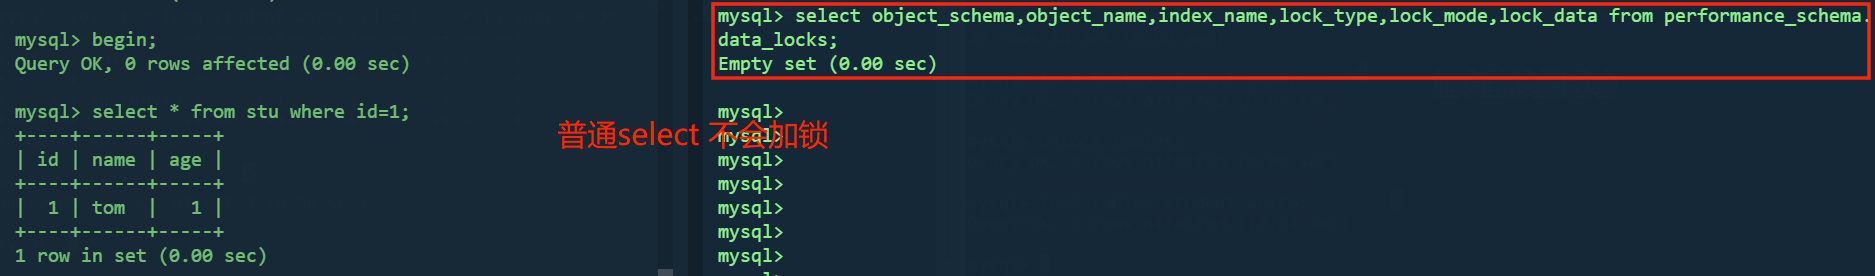 mysql> begin;
Query OK, 0 rows affected (0.00 sec)
mysql> select * from stu where id=1;
+----+------+-----+
| id | name | age |
+----+------+-----+
|  1 | tom  |   1 |
+----+------+-----+
1 row in set (0.00 sec)
普通select 不会加锁
mysql> select object_schema,object_name,index_name,lock_type,lock_mode,lock_data from performance_schema.
data_locks;
Empty set (0.00 sec)
mysql>
mysql>
mysql>
mysql>
mysql>
mysql>
mysql>